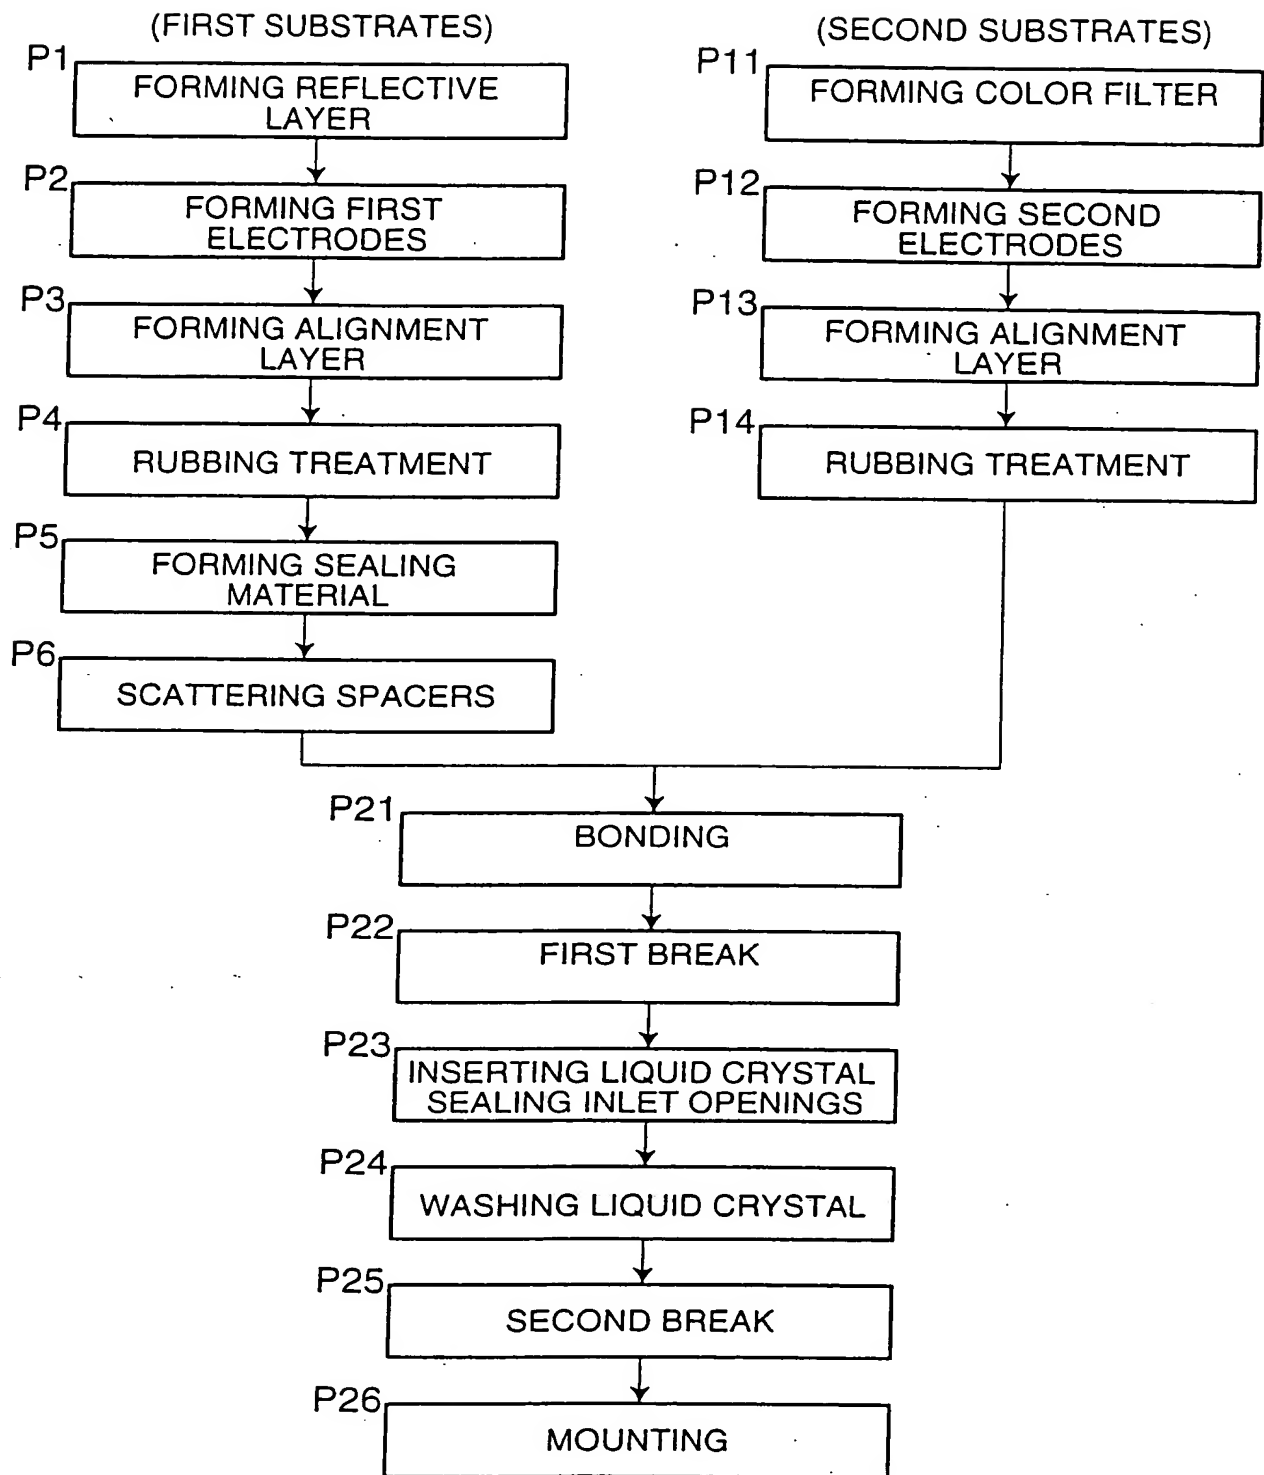 (FIRST SUBSTRATES)
P1
FORMING REFLECTIVE
LAYER
P2
FORMING FIRST
ELECTRODES
P3
FORMING ALIGNMENT
LAYER
P4
RUBBING TREATMENT
P5
FORMING SEALING
MATERIAL
P6
SCATTERING SPACERS
(SECOND SUBSTRATES)
P11
FORMING COLOR FILTER
P12
FORMING SECOND
ELECTRODES
P13
FORMING ALIGNMENT
LAYER
P14
RUBBING TREATMENT
P21
BONDING
P22
FIRST BREAK
P23
INSERTING LIQUID CRYSTAL
SEALING INLET OPENINGS
P24
WASHING LIQUID CRYSTAL
P25
SECOND BREAK
P26
MOUNTING